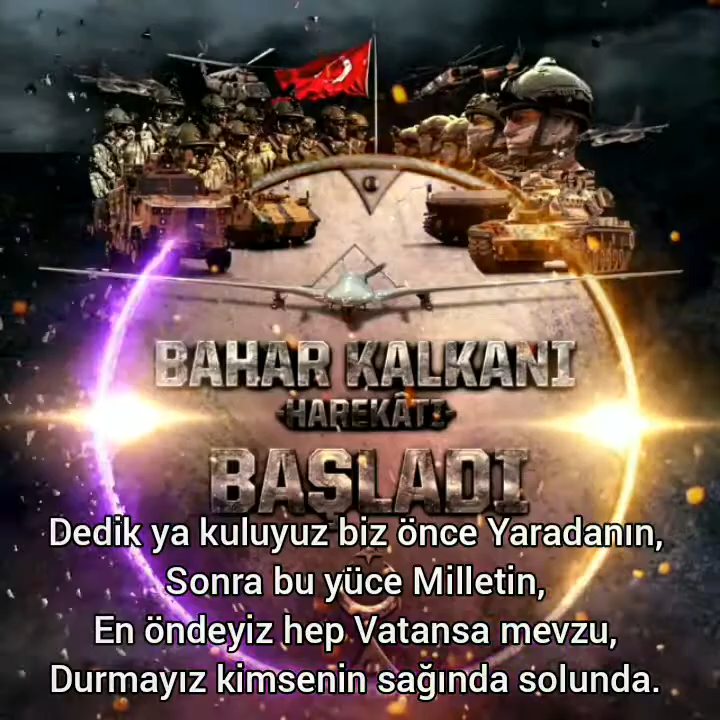 BAHAR KALKANI
HAREKÂTI
BAŞLADI
Dedik ya kuluyuz biz önce Yaradanın,
Sonra bu yüce Milletin,
En öndeyiz hep Vatansa mevzu,
Durmayız kimsenin sağında solunda.